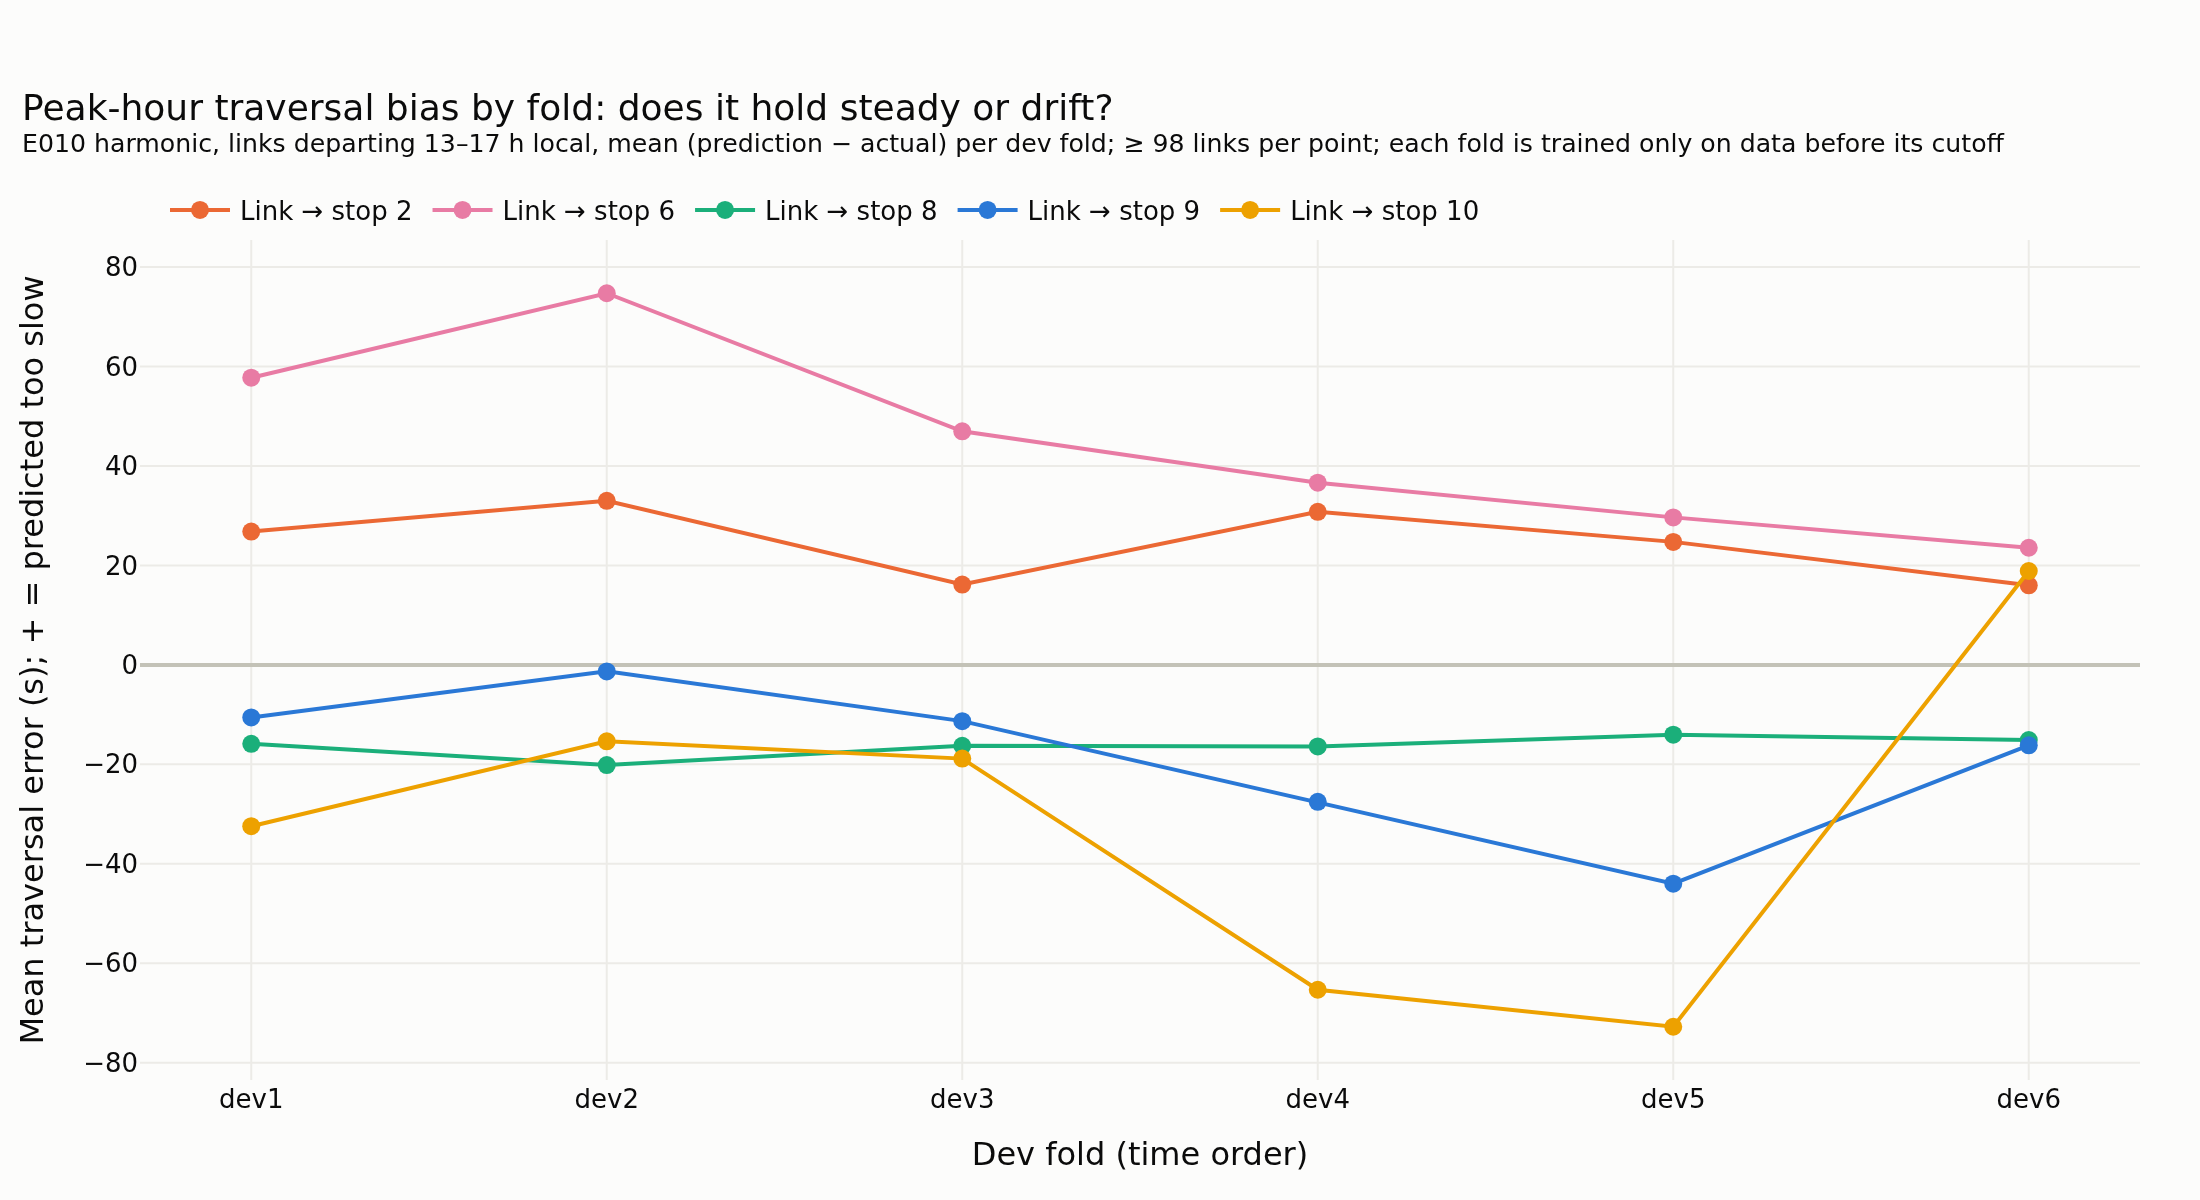 Peak-hour traversal bias by fold: does it hold steady or drift?
E010 harmonic, links departing 13–17 h local, mean (prediction − actual) per dev fold; ≥ 98 links per point; each fold is trained only on data before its cutoff
Link → stop 2
Link → stop 6
Link → stop 8
Link → stop 9
Link → stop 10
Mean traversal error (s); + = predicted too slow
80
60
40
20
0
−20
−40
−60
−80
dev1
dev2
dev3
dev4
dev5
dev6
Dev fold (time order)